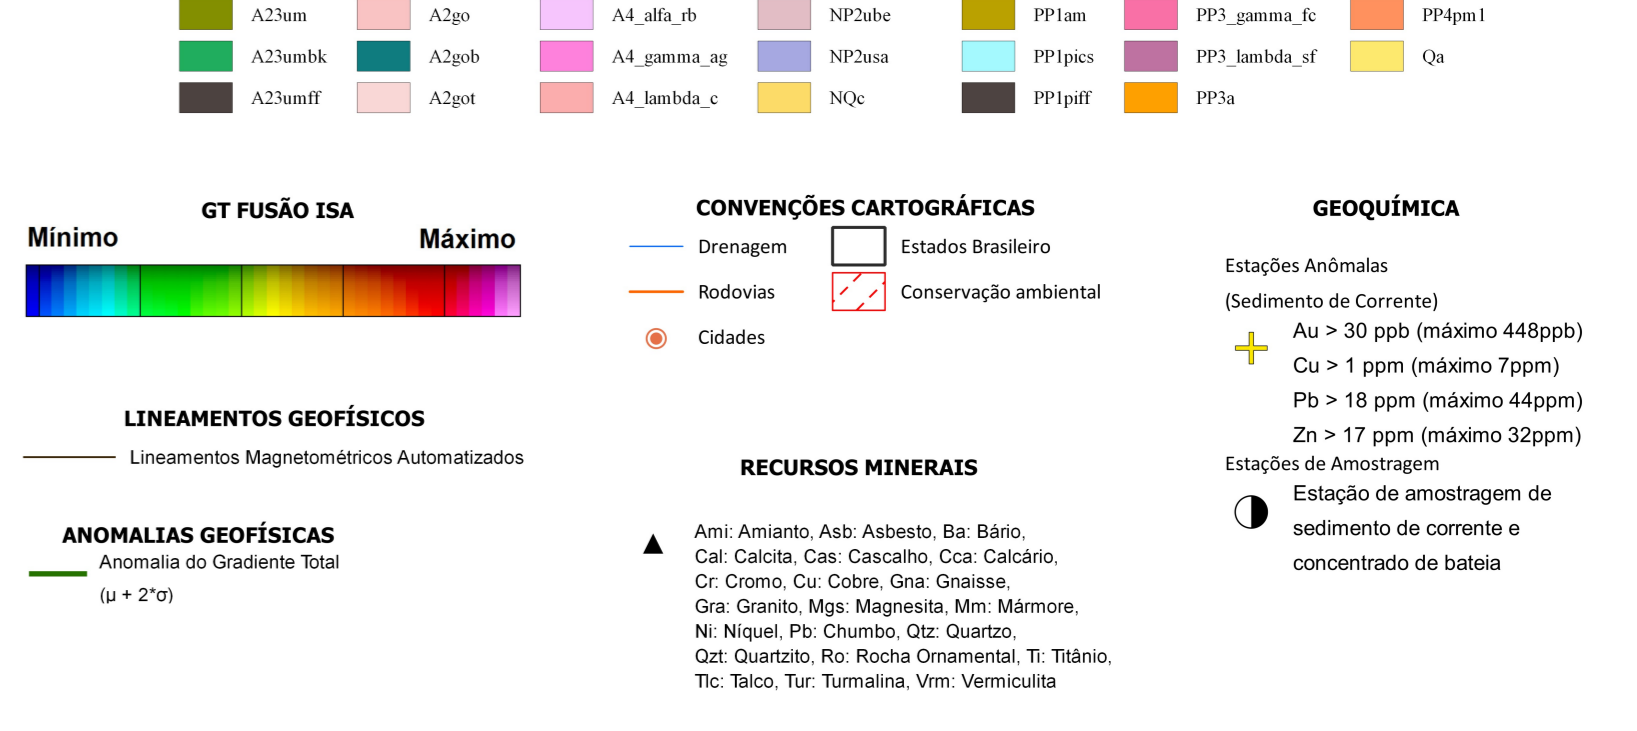 A23um A2go A4_alfa_rb NP2ube PP1am PP3_gamma_fc PP4pm1
A23umbk A2gob A4_gamma_ag NP2usa PP1pics PP3_lambda_sf Qa
A23umff A2got A4_lambda_c NQc PP1piff PP3a
GT FUSÃO ISA
Mínimo Máximo
LINEAMENTOS GEOFÍSICOS
Lineamentos Magnetométricos Automatizados
ANOMALIAS GEOFÍSICAS
Anomalia do Gradiente Total
(μ + 2*σ)
CONVENÇÕES CARTOGRÁFICAS
Drenagem Estados Brasileiro
Rodovias Conservação ambiental
Cidades
RECURSOS MINERAIS
Ami: Amianto, Asb: Asbesto, Ba: Bário,
Cal: Calcita, Cas: Cascalho, Cca: Calcário,
Cr: Cromo, Cu: Cobre, Gna: Gnaisse,
Gra: Granito, Mgs: Magnesita, Mm: Mármore,
Ni: Níquel, Pb: Chumbo, Qtz: Quartzo,
Qzt: Quartzito, Ro: Rocha Ornamental, Ti: Titânio,
Tlc: Talco, Tur: Turmalina, Vrm: Vermiculita
GEOQUÍMICA
Estações Anômalas
(Sedimento de Corrente)
Au > 30 ppb (máximo 448ppb)
Cu > 1 ppm (máximo 7ppm)
Pb > 18 ppm (máximo 44ppm)
Zn > 17 ppm (máximo 32ppm)
Estações de Amostragem
Estação de amostragem de
sedimento de corrente e
concentrado de bateia